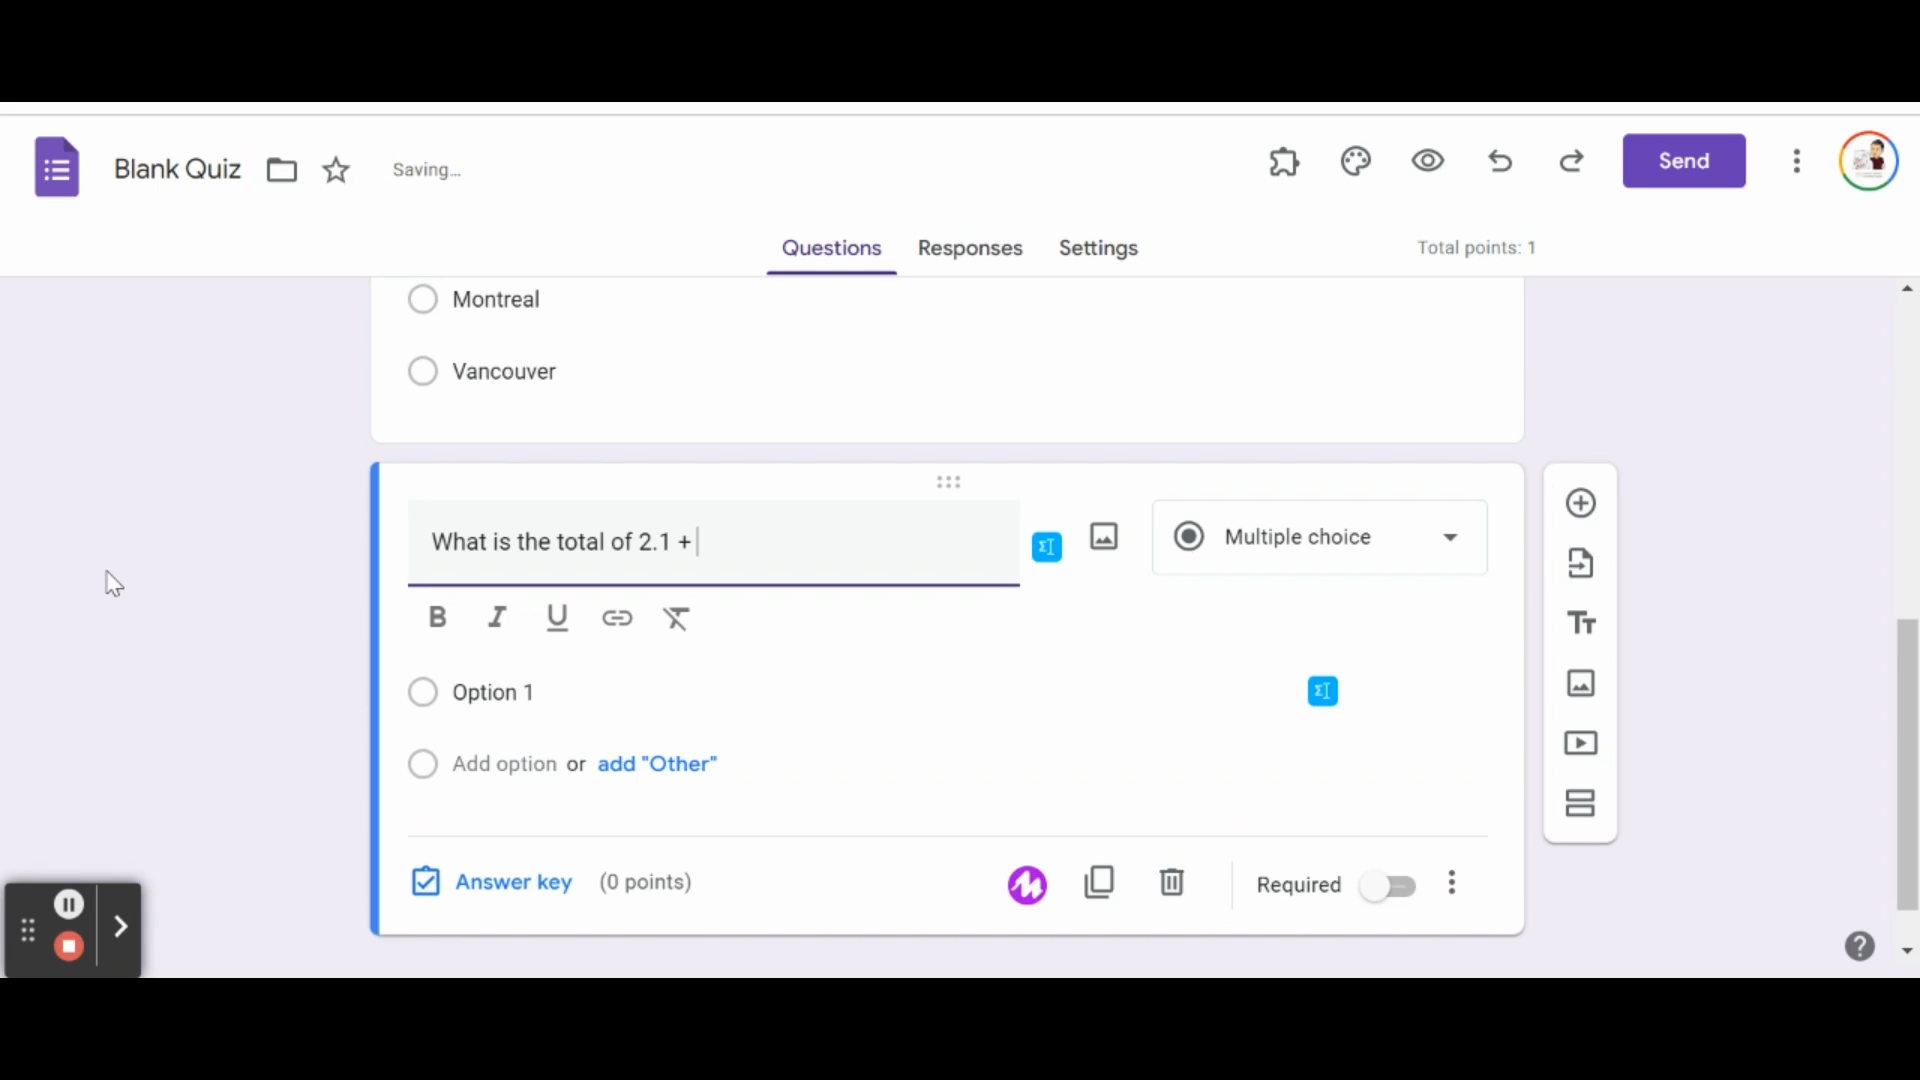 Blank Quiz
Saving...
Send
Questions
Responses
Settings
Total points: 1
Montreal
Vancouver
What is the total of 2.1 +
Multiple choice
B I U
Option 1
Add option or add "Other"
Answer key (0 points)
Required